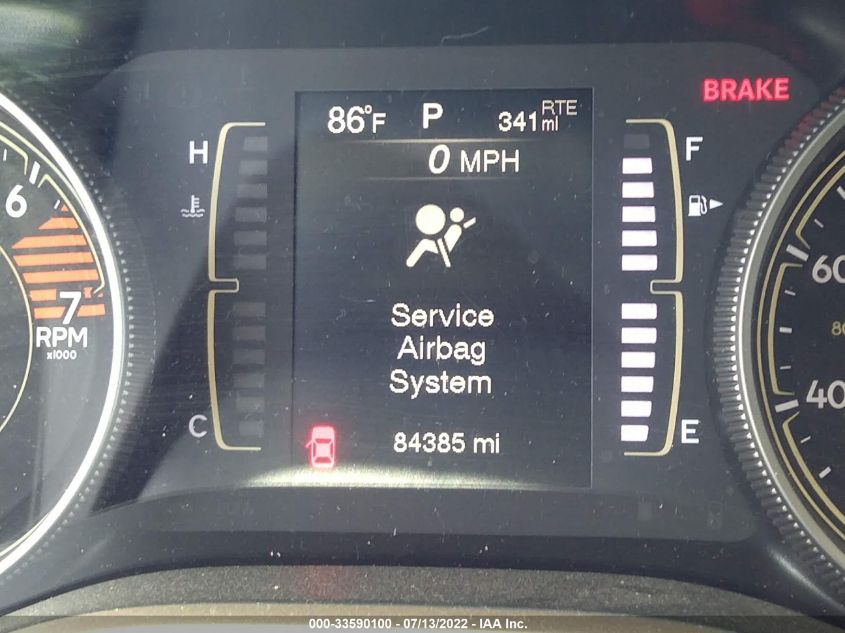 BRAKE
86°F P 341 RTE mi
0 MPH
H
F
6
7
RPM
x1000
60
80
40
Service
Airbag
System
C
E
84385 mi
000-33590100 - 07/13/2022 - IAA Inc.